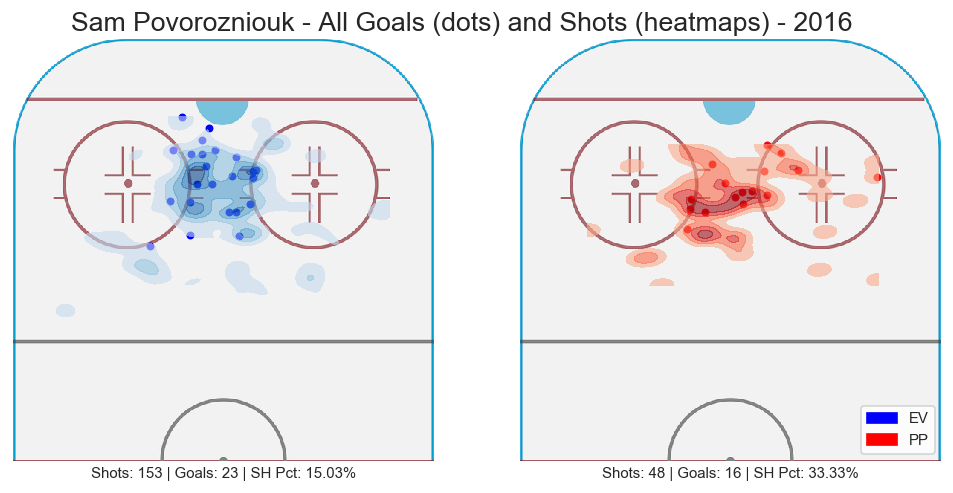 Sam Povorozniouk - All Goals (dots) and Shots (heatmaps) - 2016
EV
PP
Shots: 153 | Goals: 23 | SH Pct: 15.03%
Shots: 48 | Goals: 16 | SH Pct: 33.33%